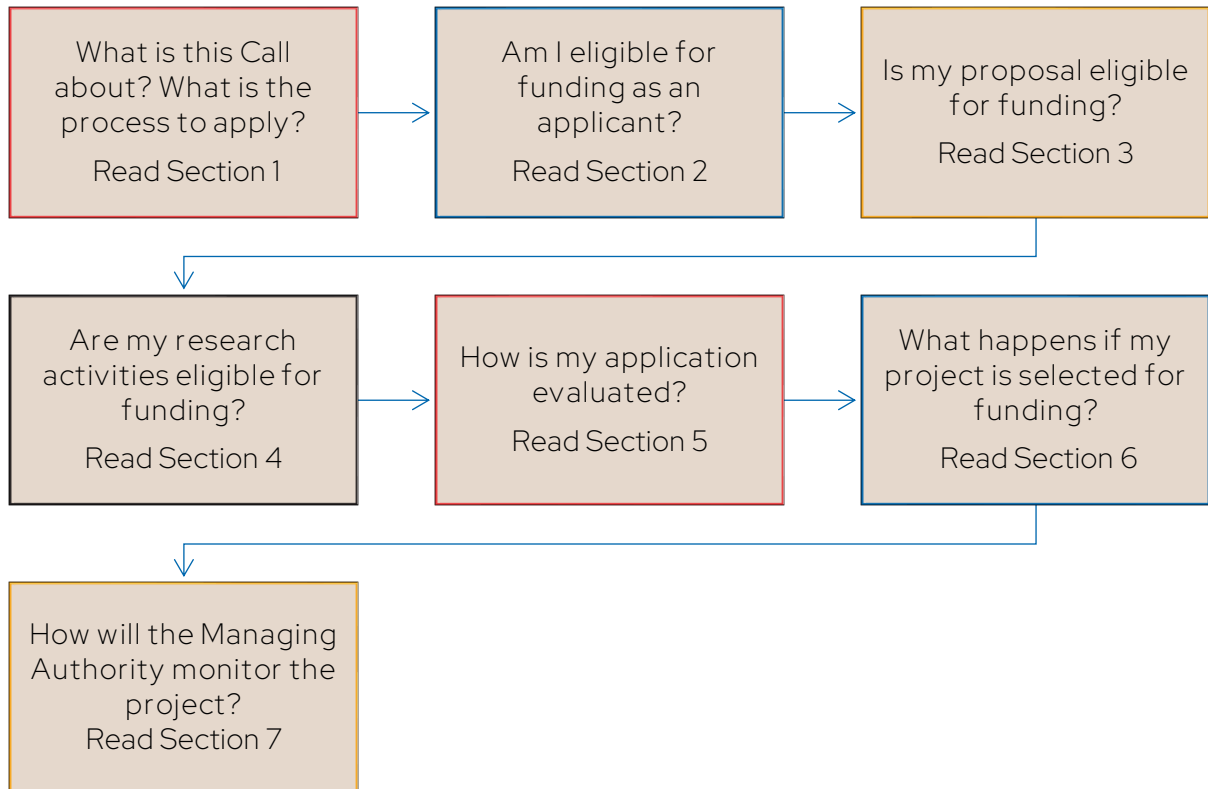 What is this Call
about? What is the
process to apply?
Read Section 1
Am I eligible for
funding as an
applicant?
Read Section 2
Is my proposal eligible
for funding?
Read Section 3
Are my research
activities eligible for
funding?
Read Section 4
How is my application
evaluated?
Read Section 5
What happens if my
project is selected for
funding?
Read Section 6
How will the Managing
Authority monitor the
project?
Read Section 7